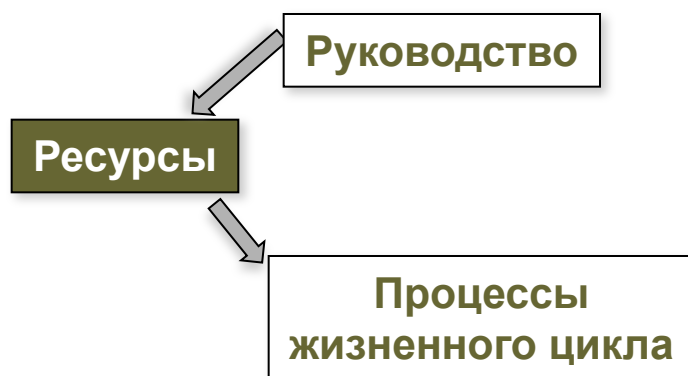 Руководство
Ресурсы
Процессы
жизненного цикла